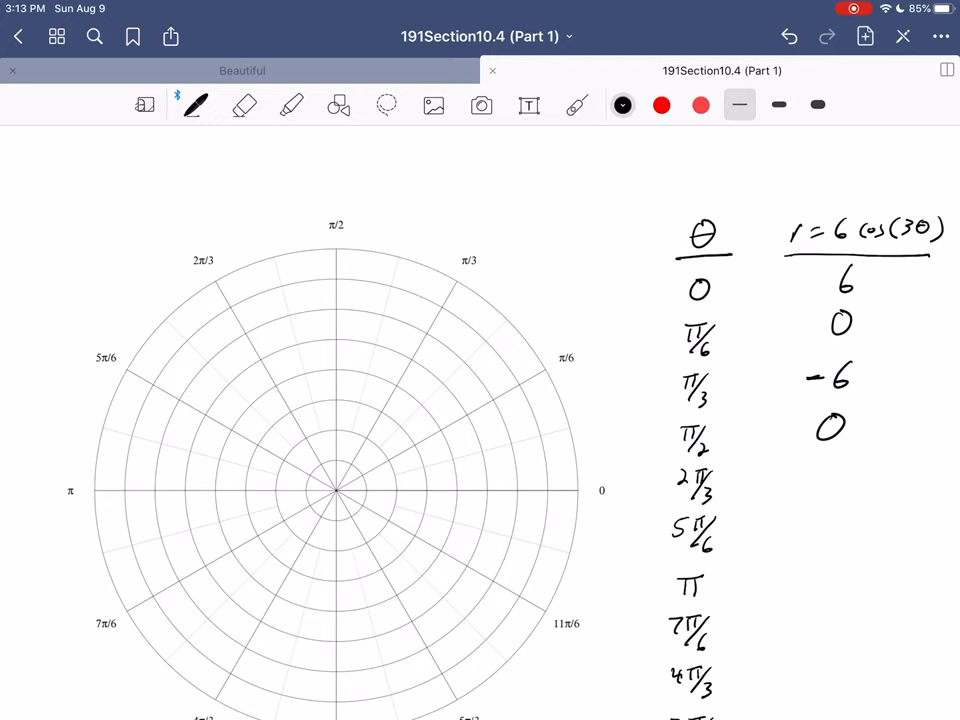 3:13 PM Sun Aug 9 85%
191Section10.4 (Part 1)
Beautiful 191Section10.4 (Part 1)
T
π/2
2π/3 π/3
5π/6 π/6
π 0
7π/6 11π/6
θ r = 6 cos(3θ)
0 6
π/6 0
π/3 -6
π/2 0
2π/3
5π/6
π
7π/6
4π/3